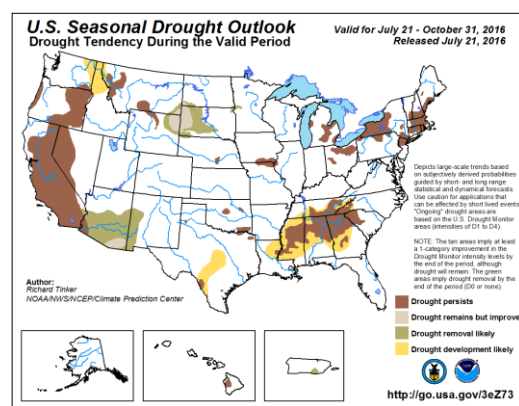 U.S. Seasonal Drought Outlook
Drought Tendency During the Valid Period
Valid for July 21 - October 31, 2016
Released July 21, 2016
Depicts large-scale trends based
on subjectively derived probabilities
guided by short- and long-range
statistical and dynamical forecasts.
Use caution for applications that
can be affected by short lived events.
"Ongoing" drought areas are
based on the U.S. Drought Monitor
areas (intensities of D1 to D4).
NOTE: The tan areas imply at least
a 1-category improvement in the
Drought Monitor intensity levels by
the end of the period, although
drought will remain. The green
areas imply drought removal by the
end of the period (D0 or none).
Author:
Richard Tinker
NOAA/NWS/NCEP/Climate Prediction Center
Drought persists
Drought remains but improve
Drought removal likely
Drought development likely
http://go.usa.gov/3eZ73